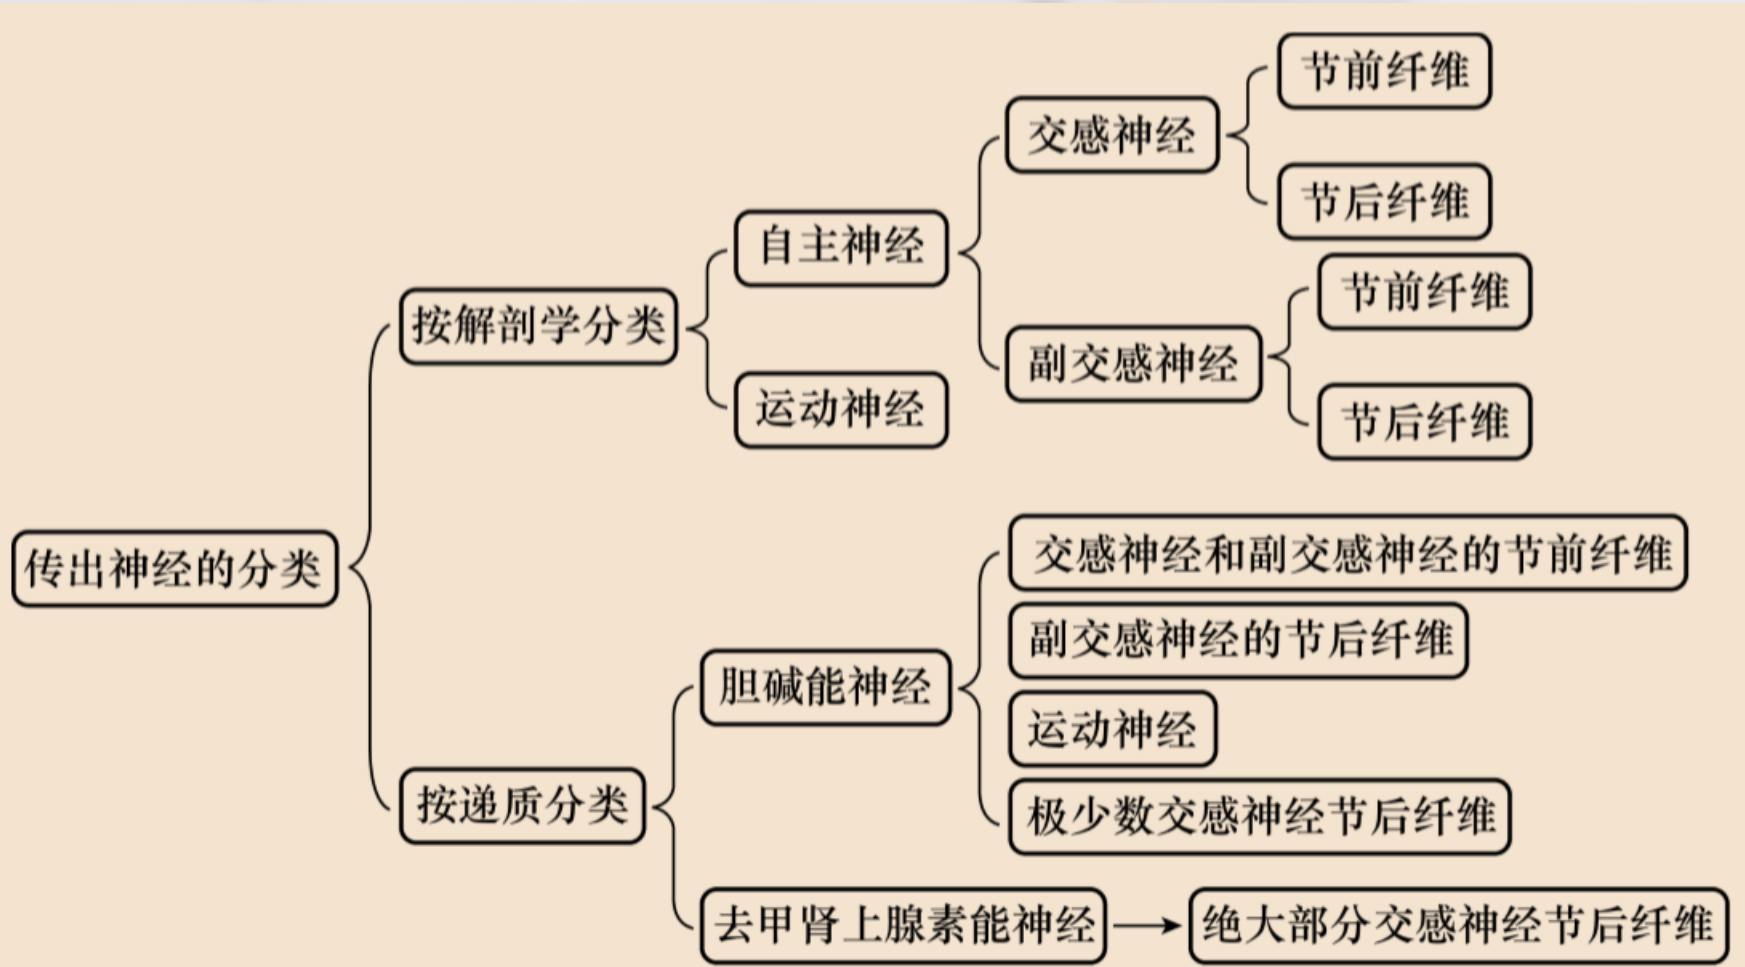 传出神经的分类
按解剖学分类
自主神经
交感神经
节前纤维
节后纤维
副交感神经
节前纤维
节后纤维
运动神经
按递质分类
胆碱能神经
交感神经和副交感神经的节前纤维
副交感神经的节后纤维
运动神经
极少数交感神经节后纤维
去甲肾上腺素能神经
绝大部分交感神经节后纤维